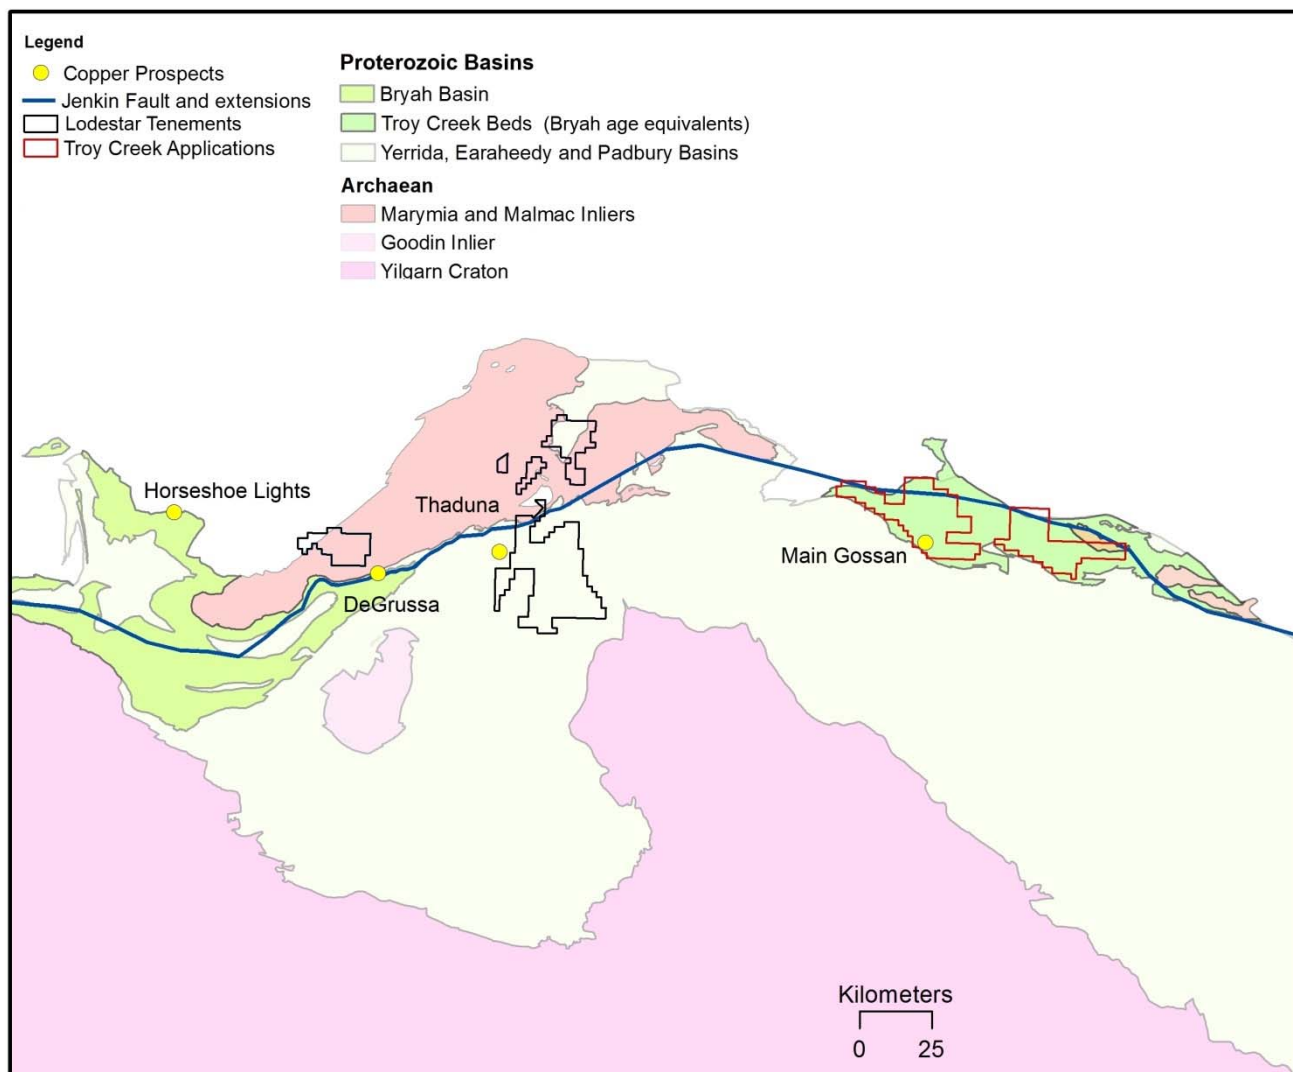 Legend
Copper Prospects
Jenkin Fault and extensions
Lodestar Tenements
Troy Creek Applications
Proterozoic Basins
Bryah Basin
Troy Creek Beds (Bryah age equivalents)
Yerrida, Earaheedy and Padbury Basins
Archaean
Marymia and Malmac Inliers
Goodin Inlier
Yilgarn Craton
Horseshoe Lights
Thaduna
Main Gossan
DeGrussa
Kilometers
0 25